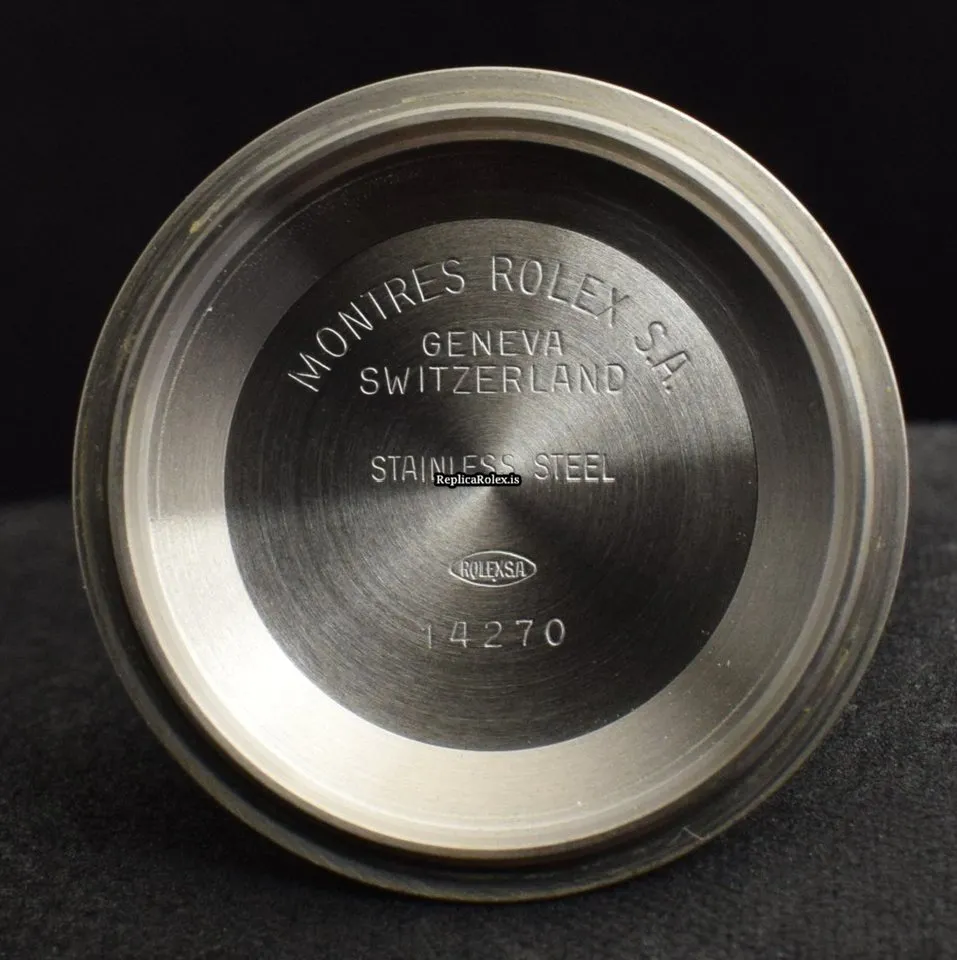 MONTRES ROLEX S.A.
GENEVA
SWITZERLAND
STAINLESS STEEL
ReplicaRolex.is
ROLEX S.A
14270